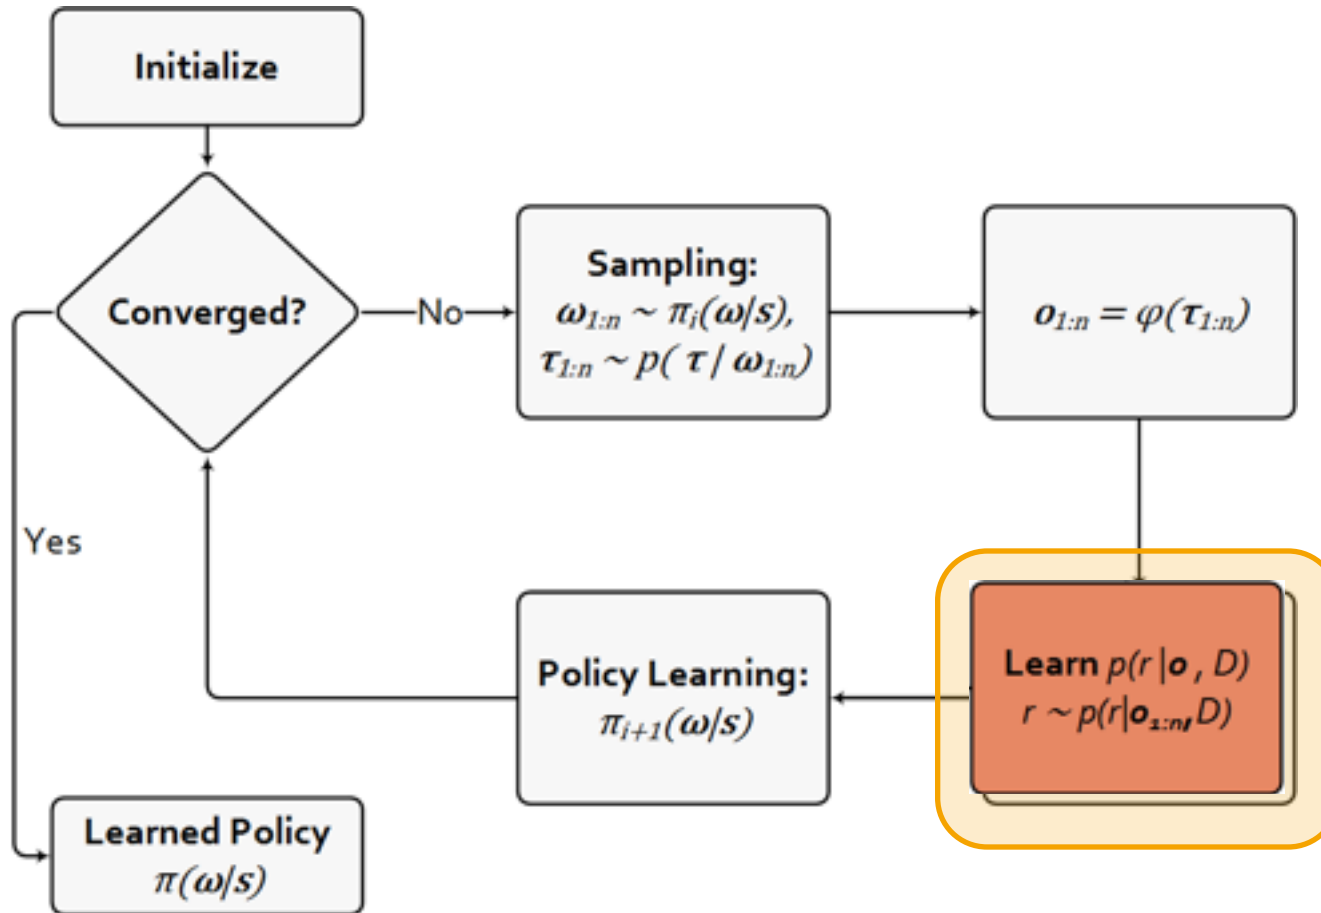 Initialize
Converged?
No
Sampling:
ω1:n ~ πi(ω|s),
τ1:n ~ p( τ | ω1:n)
o1:n = φ(τ1:n)
Yes
Learn p(r |o , D)
r ~ p(r|o1:n, D)
Policy Learning:
πi+1(ω|s)
Learned Policy
π(ω|s)